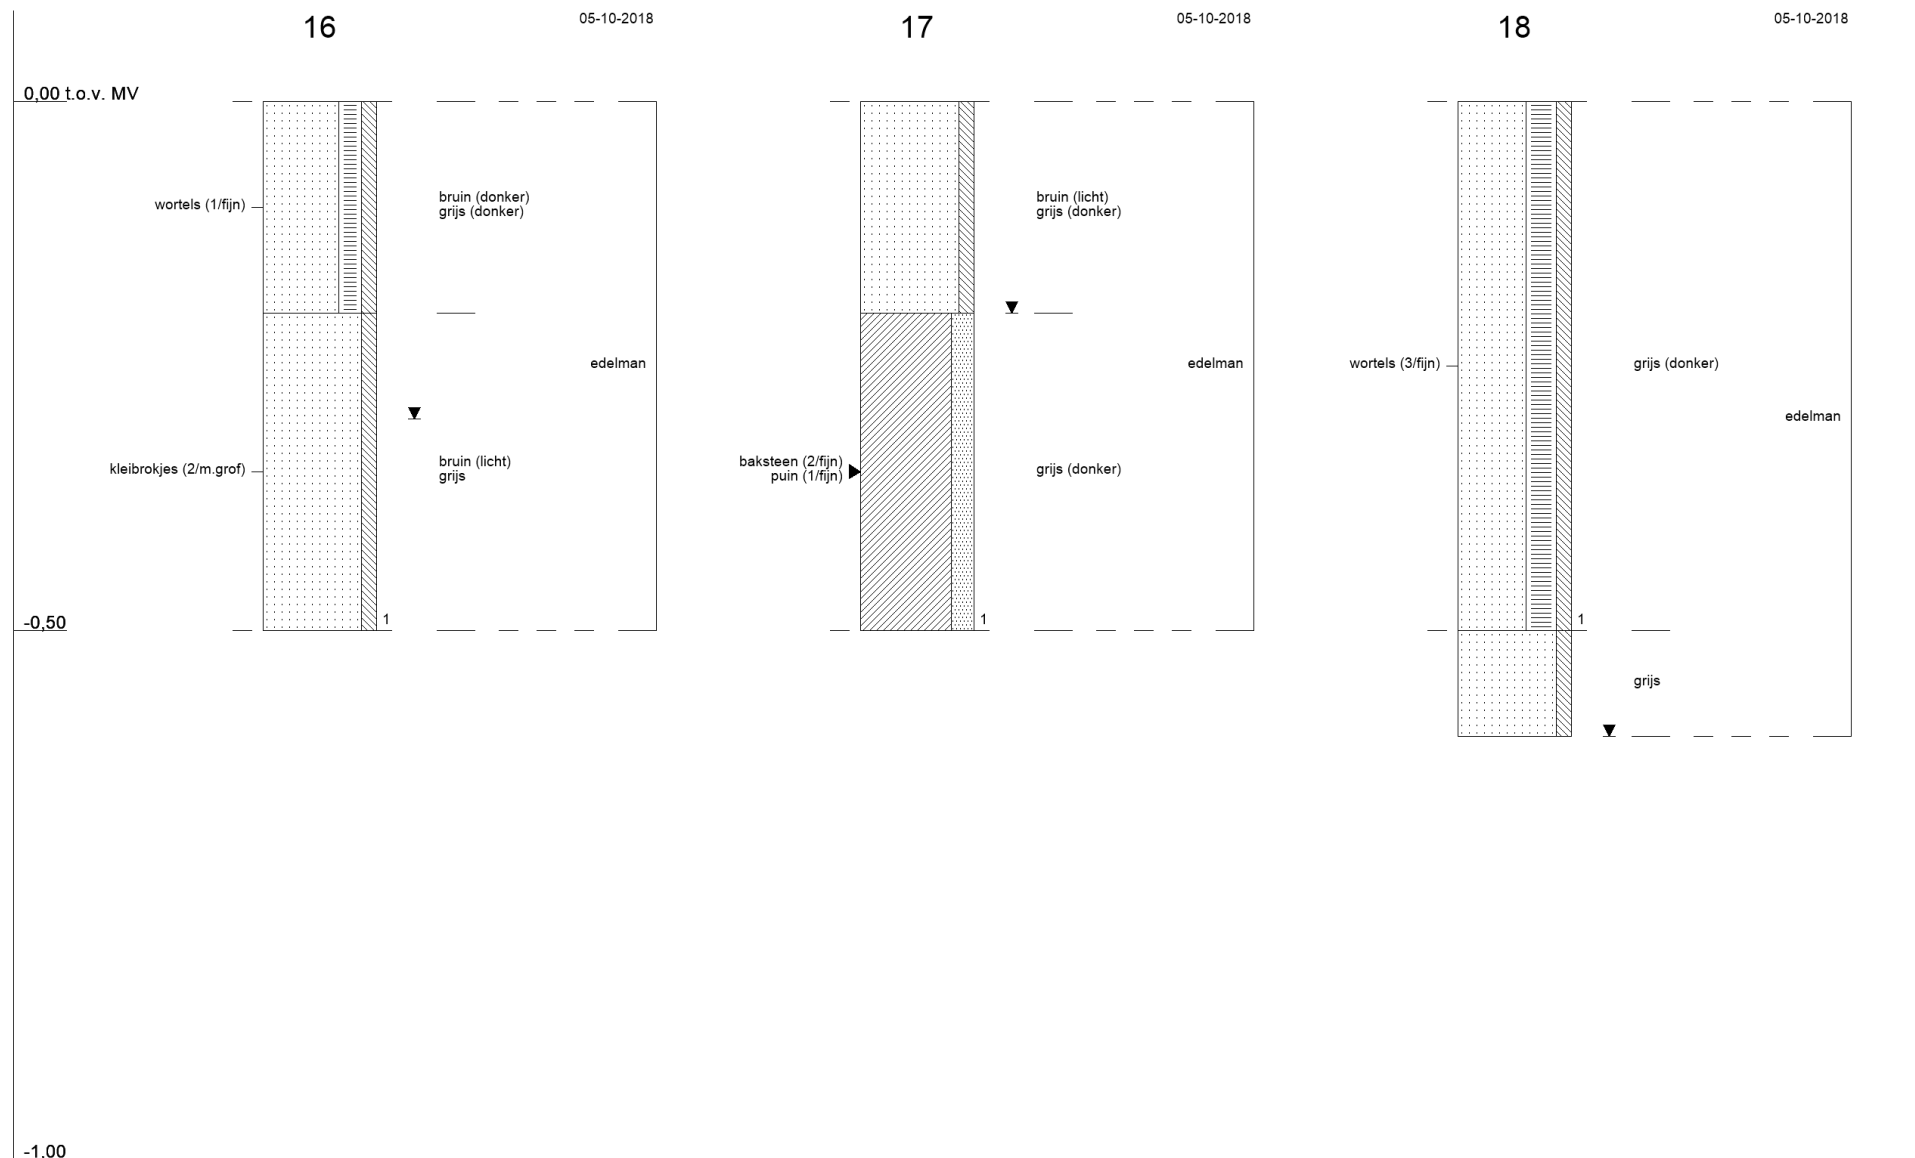 16
05-10-2018
17
05-10-2018
18
05-10-2018
0,00 t.o.v. MV
wortels (1/fijn)
bruin (donker)
grijs (donker)
edelman
kleibrokjes (2/m.grof)
bruin (licht)
grijs
1
bruin (licht)
grijs (donker)
edelman
baksteen (2/fijn)
puin (1/fijn)
grijs (donker)
1
wortels (3/fijn)
grijs (donker)
edelman
1
grijs
-0,50
-1,00